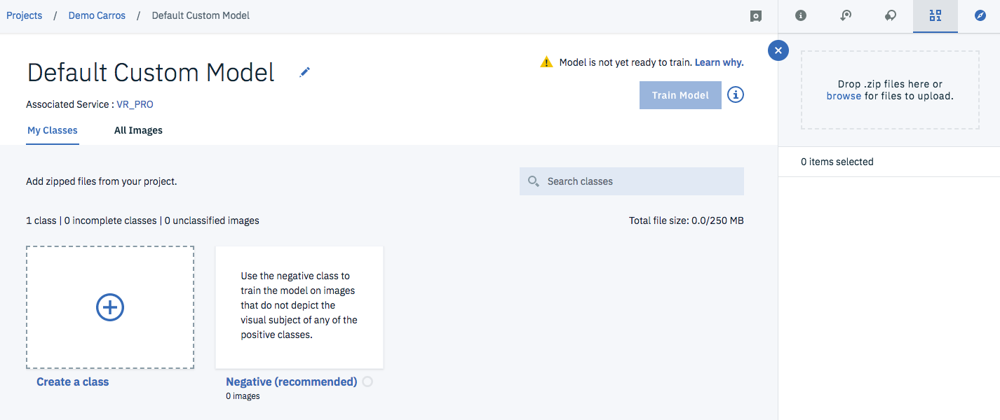 Projects / Demo Carros / Default Custom Model
Default Custom Model
Model is not yet ready to train. Learn why.
Train Model
Associated Service : VR_PRO
My Classes All Images
Add zipped files from your project.
Search classes
1 class | 0 incomplete classes | 0 unclassified images
Total file size: 0.0/250 MB
Use the negative class to
train the model on images
that do not depict the
visual subject of any of the
positive classes.
Create a class
Negative (recommended)
0 images
Drop .zip files here or
browse for files to upload.
0 items selected